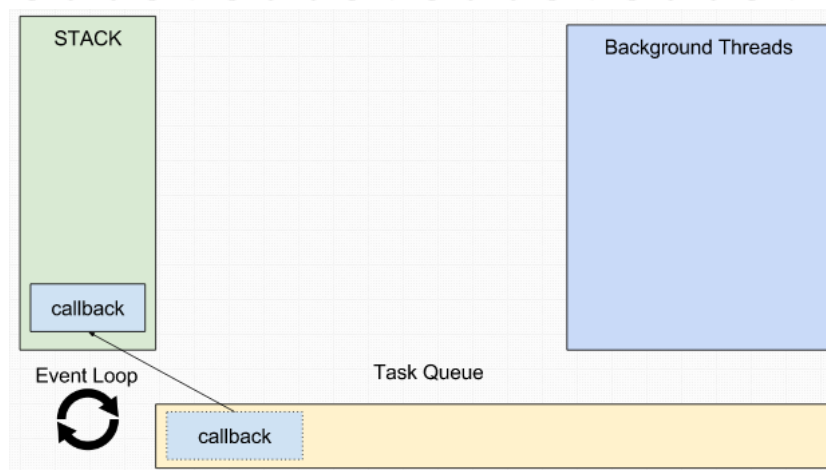 STACK
Background Threads
callback
Event Loop
Task Queue
callback